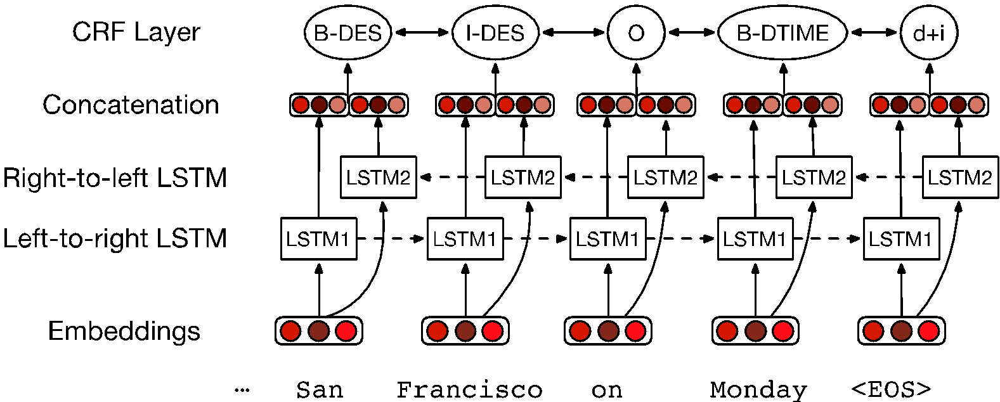 CRF Layer B-DES I-DES O B-DTIME d+i
Concatenation
Right-to-left LSTM LSTM2 LSTM2 LSTM2 LSTM2 LSTM2
Left-to-right LSTM LSTM1 LSTM1 LSTM1 LSTM1 LSTM1
Embeddings
… San Francisco on Monday <EOS>